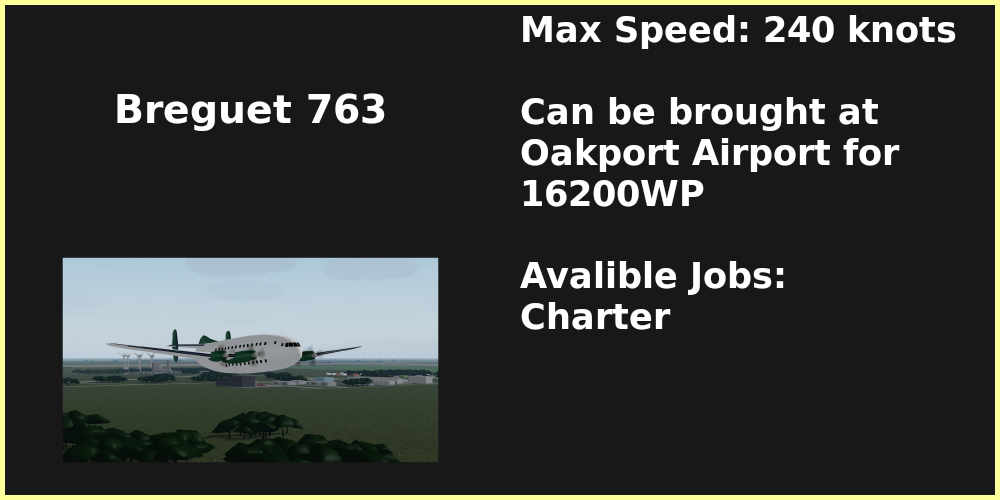 Breguet 763
Max Speed: 240 knots
Can be brought at
Oakport Airport for
16200WP
Avalible Jobs:
Charter